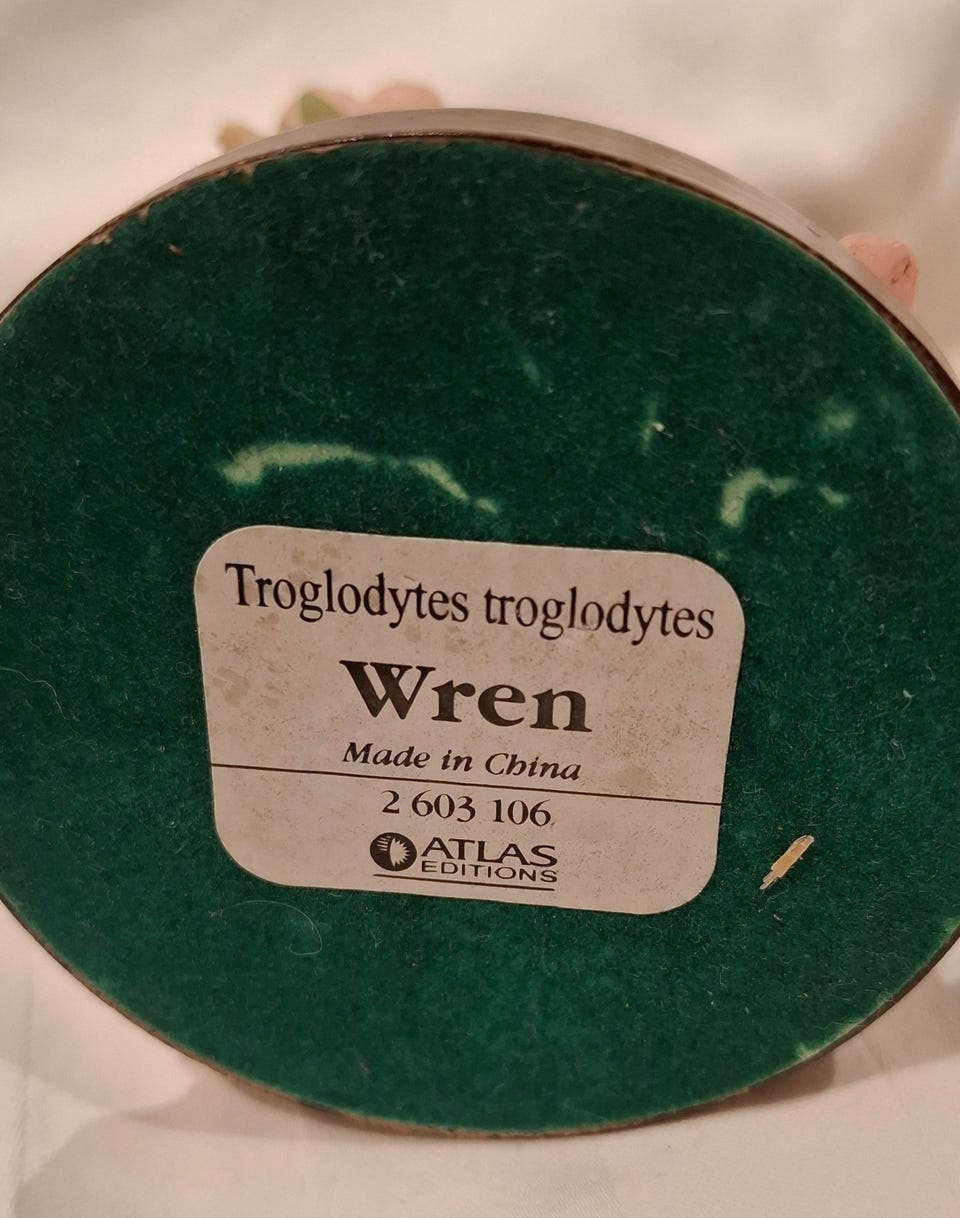 Troglodytes troglodytes
Wren
Made in China
2 603 106
ATLAS
EDITIONS